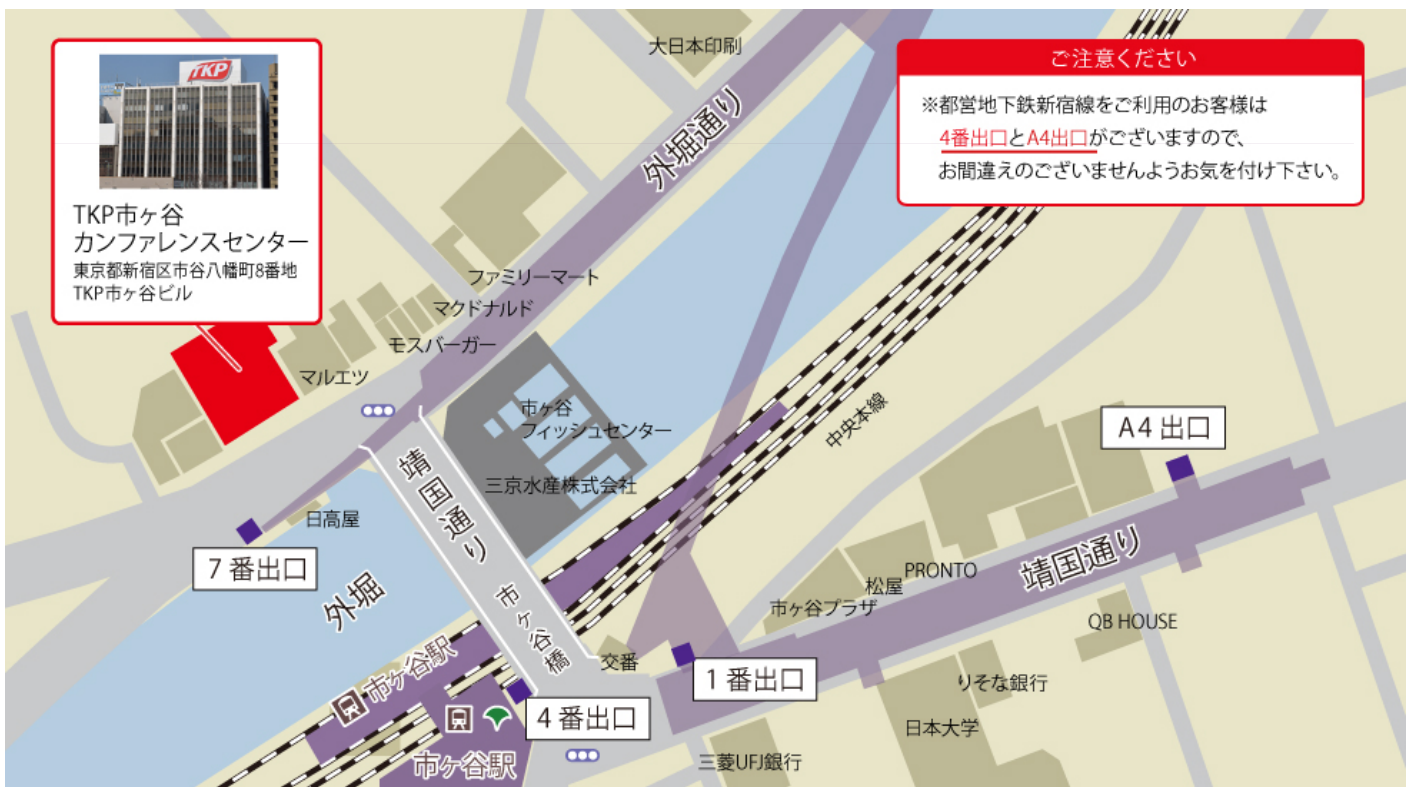 TKP
TKP市ヶ谷
カンファレンスセンター
東京都新宿区市谷八幡町8番地
TKP市ヶ谷ビル
大日本印刷
外堀通り
ご注意ください
※都営地下鉄新宿線をご利用のお客様は
4番出口とA4出口がございますので、
お間違えのございませんようお気を付け下さい。
ファミリーマート
マクドナルド
モスバーガー
マルエツ
市ヶ谷
フィッシュセンター
三京水産株式会社
中央本線
A4 出口
靖国通り
日高屋
7 番出口
外堀
市ヶ谷橋
市ヶ谷駅
交番
1 番出口
4 番出口
市ヶ谷駅
市ヶ谷プラザ
松屋
PRONTO
靖国通り
QB HOUSE
りそな銀行
日本大学
三菱UFJ銀行